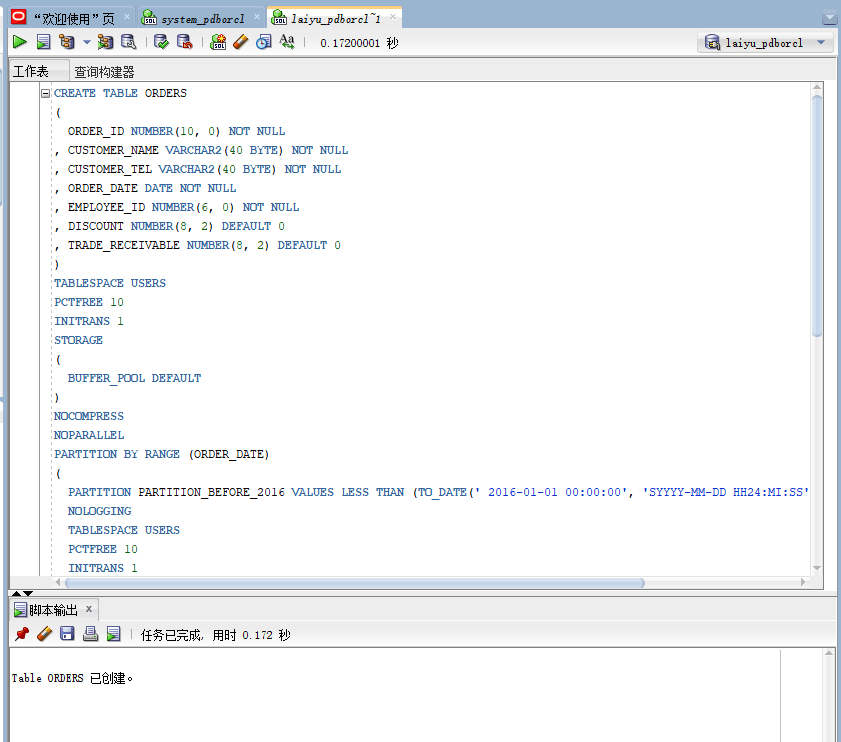 “欢迎使用”页 × system_pdborcl × laiyu_pdborcl~1 ×
0.17200001 秒 laiyu_pdborcl
工作表 查询构建器
CREATE TABLE ORDERS
(
ORDER_ID NUMBER(10, 0) NOT NULL
, CUSTOMER_NAME VARCHAR2(40 BYTE) NOT NULL
, CUSTOMER_TEL VARCHAR2(40 BYTE) NOT NULL
, ORDER_DATE DATE NOT NULL
, EMPLOYEE_ID NUMBER(6, 0) NOT NULL
, DISCOUNT NUMBER(8, 2) DEFAULT 0
, TRADE_RECEIVABLE NUMBER(8, 2) DEFAULT 0
)
TABLESPACE USERS
PCTFREE 10
INITRANS 1
STORAGE
(
BUFFER_POOL DEFAULT
)
NOCOMPRESS
NOPARALLEL
PARTITION BY RANGE (ORDER_DATE)
(
PARTITION PARTITION_BEFORE_2016 VALUES LESS THAN (TO_DATE(' 2016-01-01 00:00:00', 'SYYYY-MM-DD HH24:MI:SS'
NOLOGGING
TABLESPACE USERS
PCTFREE 10
INITRANS 1
脚本输出 ×
任务已完成, 用时 0.172 秒
Table ORDERS 已创建。